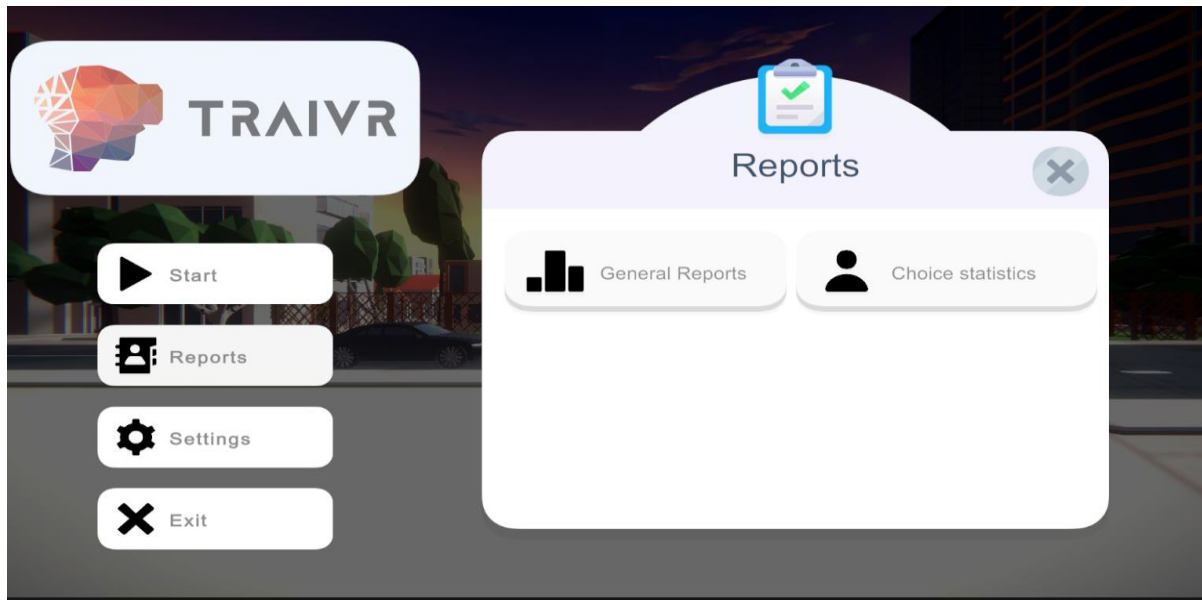 TRAIVR
Start
Reports
Settings
Exit
Reports
General Reports
Choice statistics